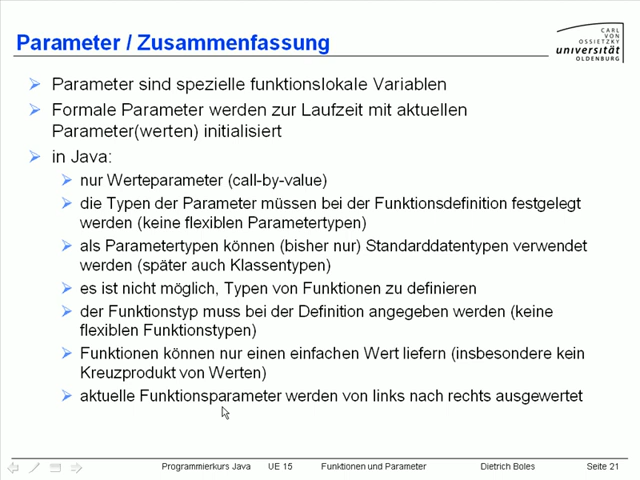 Parameter / Zusammenfassung
CARL
VON
OSSIETZKY
universität
OLDENBURG
Parameter sind spezielle funktionslokale Variablen
Formale Parameter werden zur Laufzeit mit aktuellen
Parameter(werten) initialisiert
in Java:
nur Werteparameter (call-by-value)
die Typen der Parameter müssen bei der Funktionsdefinition festgelegt
werden (keine flexiblen Parametertypen)
als Parametertypen können (bisher nur) Standarddatentypen verwendet
werden (später auch Klassentypen)
es ist nicht möglich, Typen von Funktionen zu definieren
der Funktionstyp muss bei der Definition angegeben werden (keine
flexiblen Funktionstypen)
Funktionen können nur einen einfachen Wert liefern (insbesondere kein
Kreuzprodukt von Werten)
aktuelle Funktionsparameter werden von links nach rechts ausgewertet
Programmierkurs Java UE 15 Funktionen und Parameter Dietrich Boles Seite 21